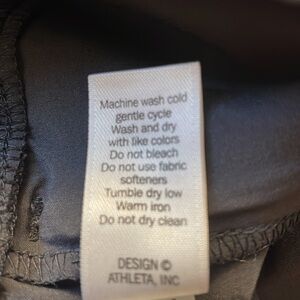 Machine wash cold
gentle cycle
Wash and dry
with like colors
Do not bleach
Do not use fabric
softeners
Tumble dry low
Warm iron
Do not dry clean
DESIGN ©
ATHLETA, INC